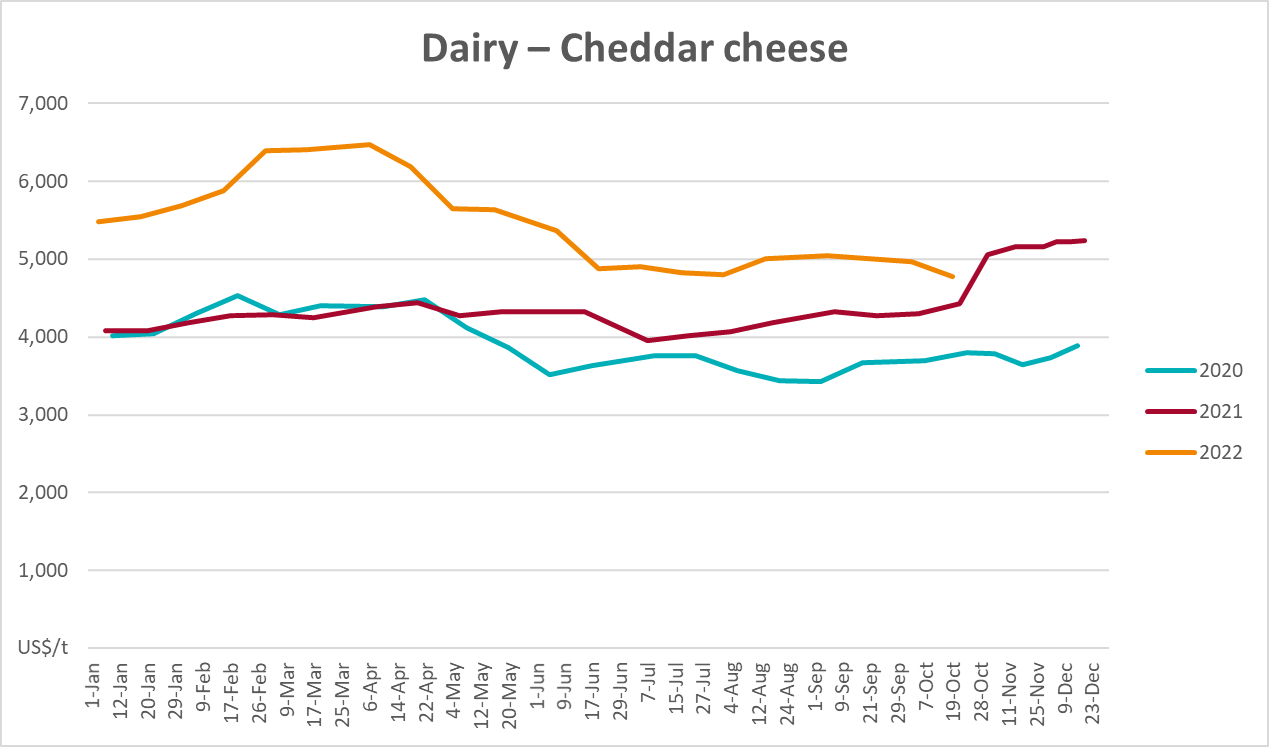 Dairy – Cheddar cheese
7,000
6,000
5,000
4,000
3,000
2,000
1,000
US$/t
1-Jan
12-Jan
20-Jan
29-Jan
9-Feb
17-Feb
26-Feb
9-Mar
17-Mar
25-Mar
6-Apr
14-Apr
22-Apr
4-May
12-May
20-May
1-Jun
9-Jun
17-Jun
29-Jun
7-Jul
15-Jul
27-Jul
4-Aug
12-Aug
24-Aug
1-Sep
9-Sep
21-Sep
29-Sep
7-Oct
19-Oct
28-Oct
11-Nov
25-Nov
9-Dec
23-Dec
2020
2021
2022